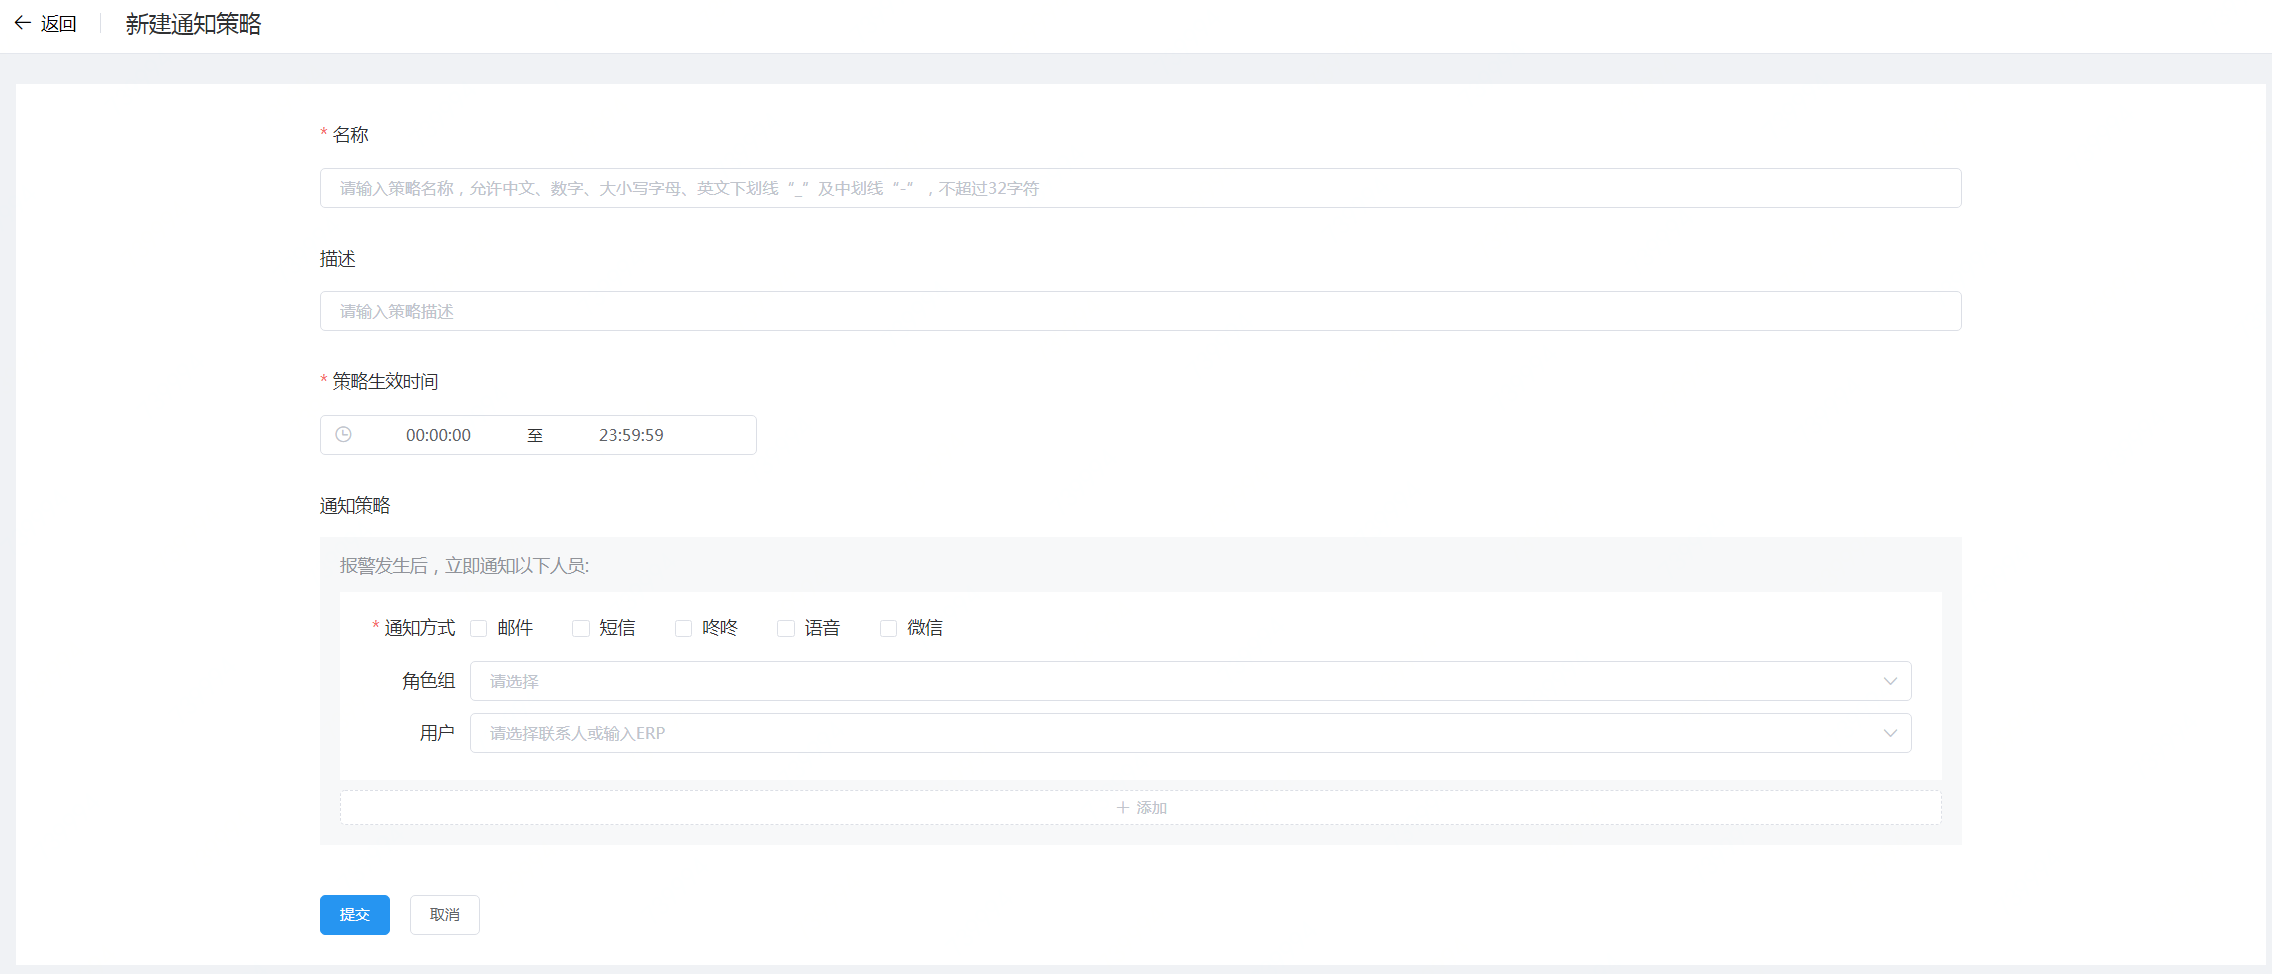 返回 新建通知策略
* 名称
请输入策略名称，允许中文、数字、大小写字母、英文下划线“_”及中划线“-”，不超过32字符
描述
请输入策略描述
* 策略生效时间
00:00:00 至 23:59:59
通知策略
报警发生后，立即通知以下人员:
* 通知方式 邮件 短信 咚咚 语音 微信
角色组 请选择
用户 请选择联系人或输入ERP
+ 添加
提交 取消